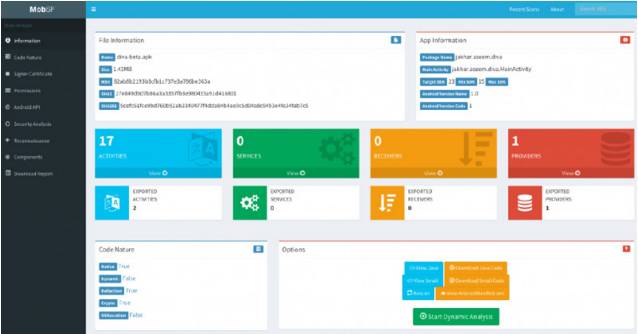 MobSF
Recent Scans About Search MD5
Information
Code Nature
Signer Certificate
Permissions
Android API
Security Analysis
Reconnaissance
Components
Download Report
File Information
Name diva-beta.apk
Size 1.43MB
MD5
SHA1
SHA256
App Information
Package Name jakhar.aseem.diva
Main Activity jakhar.aseem.diva.MainActivity
Target SDK 23 Min SDK 15 Max SDK
Android Version Name 1.0
Android Version Code 1
17
ACTIVITIES
View
0
SERVICES
View
0
RECEIVERS
View
1
PROVIDERS
View
EXPORTED
ACTIVITIES
2
EXPORTED
SERVICES
0
EXPORTED
RECEIVERS
0
EXPORTED
PROVIDERS
1
Code Nature
Native True
Dynamic False
Reflection True
Crypto True
Obfuscation False
Options
View Java Download Java Code
View Smali Download Smali Code
Rescan View AndroidManifest.xml
Start Dynamic Analysis